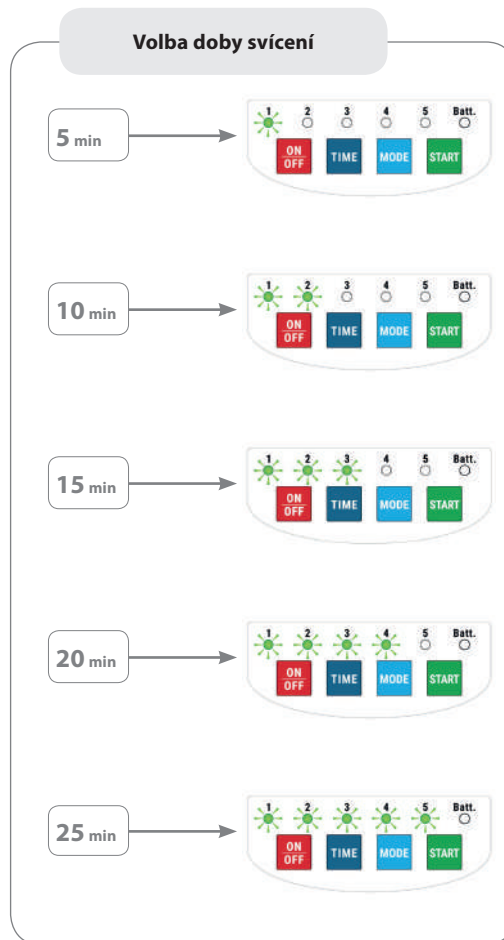 Volba doby svícení
1 2 3 4 5 Batt.
5 min
ON OFF TIME MODE START
1 2 3 4 5 Batt.
10 min
ON OFF TIME MODE START
1 2 3 4 5 Batt.
15 min
ON OFF TIME MODE START
1 2 3 4 5 Batt.
20 min
ON OFF TIME MODE START
1 2 3 4 5 Batt.
25 min
ON OFF TIME MODE START